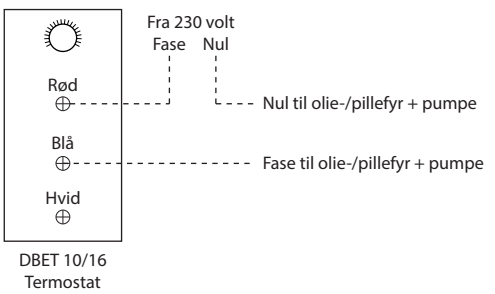 Fra 230 volt
Fase Nul
Rød
Nul til olie-/pillefyr + pumpe
Blå
Fase til olie-/pillefyr + pumpe
Hvid
DBET 10/16
Termostat